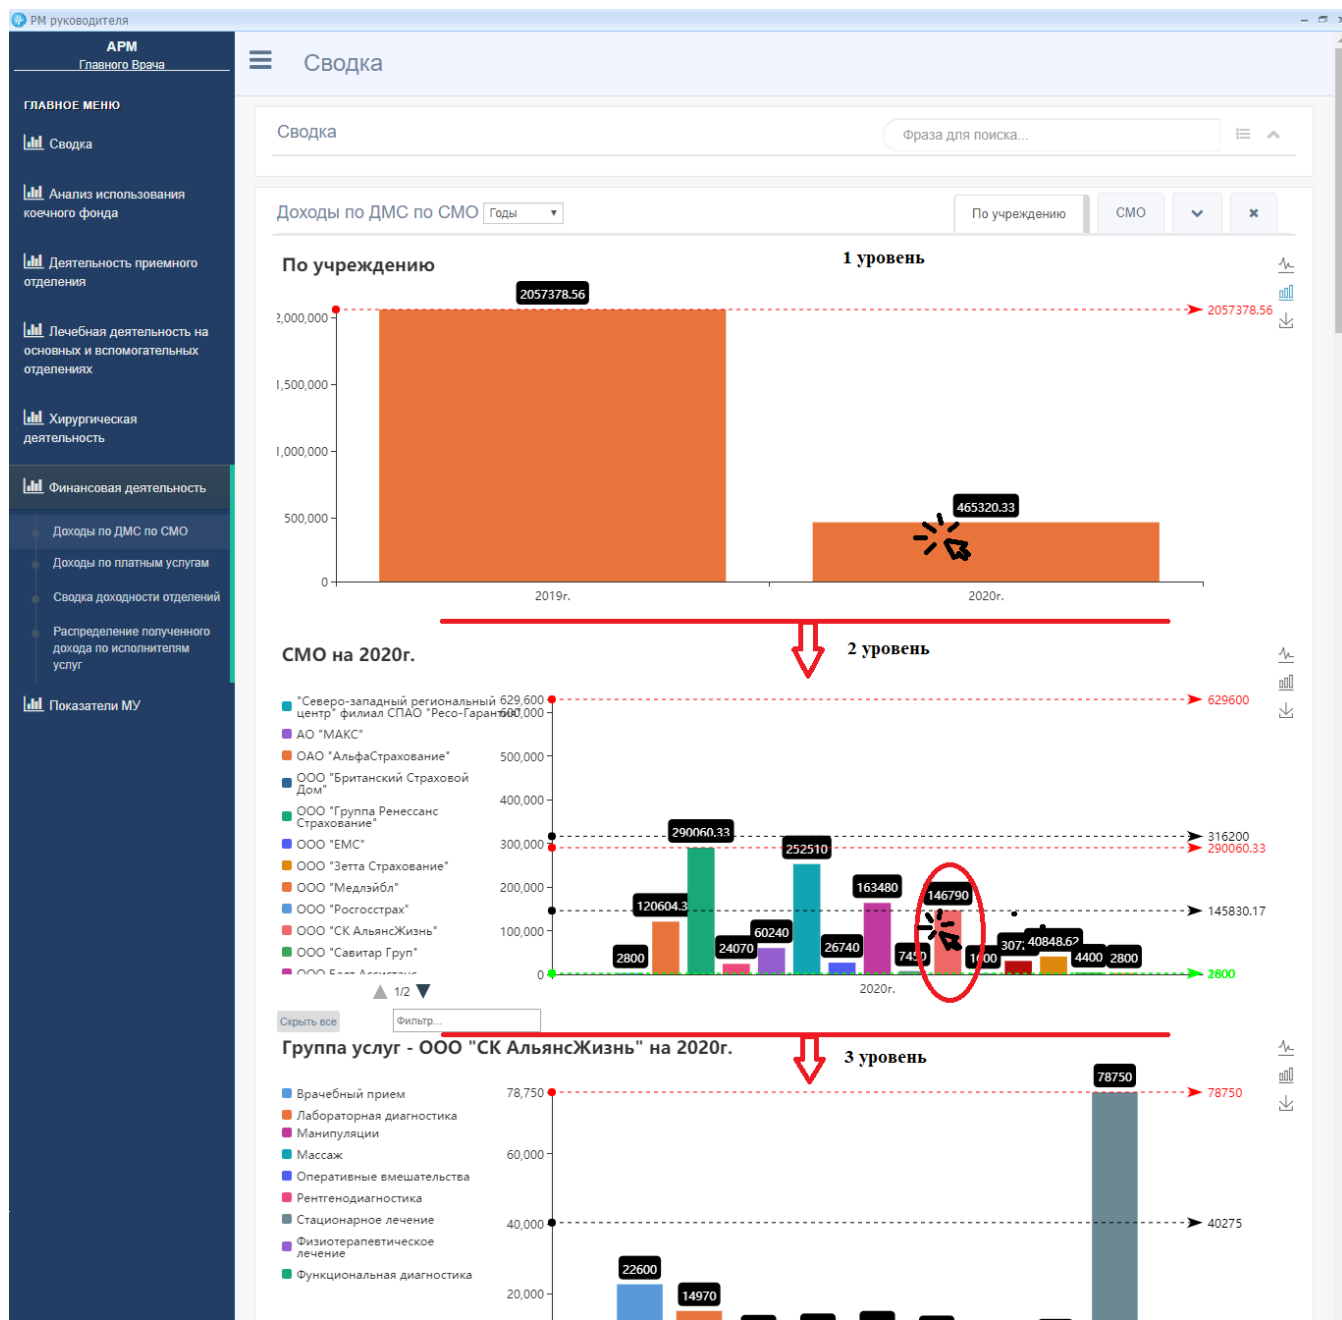 РМ руководителя
АРМ
Главного Врача
ГЛАВНОЕ МЕНЮ
Сводка
Анализ использования
коечного фонда
Деятельность приемного
отделения
Лечебная деятельность на
основных и вспомогательных
отделениях
Хирургическая
деятельность
Финансовая деятельность
Доходы по ДМС по СМО
Доходы по платным услугам
Сводка доходности отделений
Распределение полученного
дохода по исполнителям
услуг
Показатели МУ
Сводка
Сводка
Фраза для поиска...
Доходы по ДМС по СМО Годы
По учреждению СМО
По учреждению
1 уровень
2057378.56
2057378.56
2,000,000
1,500,000
1,000,000
500,000
0
465320.33
2019г. 2020г.
2 уровень
СМО на 2020г.
"Северо-западный региональный
центр" филиал СПАО "Ресо-Гарантия"
АО "МАКС"
ОАО "АльфаСтрахование"
ООО "Британский Страховой
Дом"
ООО "Группа Ренессанс
Страхование"
ООО "ЕМС"
ООО "Зетта Страхование"
ООО "Медлэйбл"
ООО "Росгосстрах"
ООО "СК АльянсЖизнь"
ООО "Савитар Груп"
ООО Балт Ассистанс
1/2
Скрыть все
Фильтр...
629,600
600,000
500,000
400,000
300,000
200,000
100,000
0
629600
316200
290060.33
145830.17
2800
2800 120604.3 290060.33 24070 60240 252510 26740 163480 7450 146790 1600 307 40848.62 4400 2800
2020г.
3 уровень
Группа услуг - ООО "СК АльянсЖизнь" на 2020г.
Врачебный прием
Лабораторная диагностика
Манипуляции
Массаж
Оперативные вмешательства
Рентгенодиагностика
Стационарное лечение
Физиотерапевтическое
лечение
Функциональная диагностика
78,750
60,000
40,000
20,000
78750
78750
40275
22600
14970